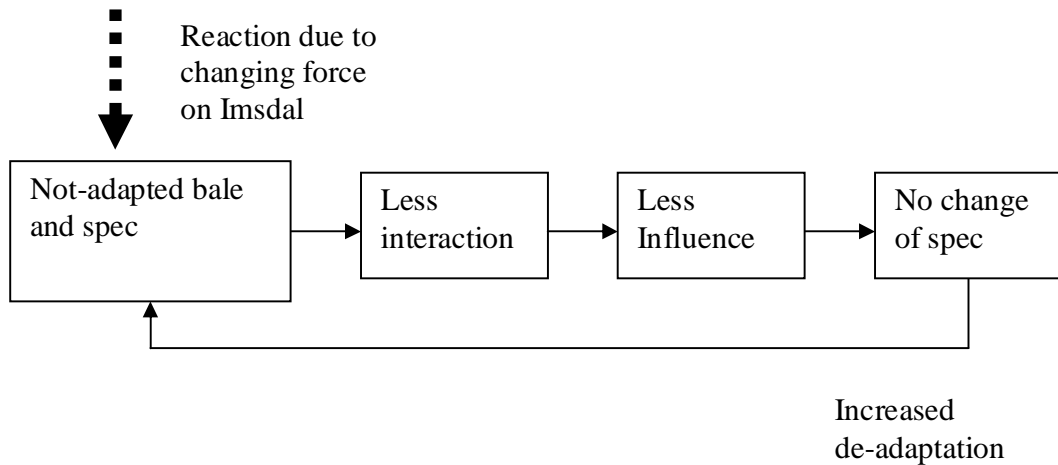 Reaction due to
changing force
on Imsdal
Not-adapted bale
and spec
Less
interaction
Less
Influence
No change
of spec
Increased
de-adaptation